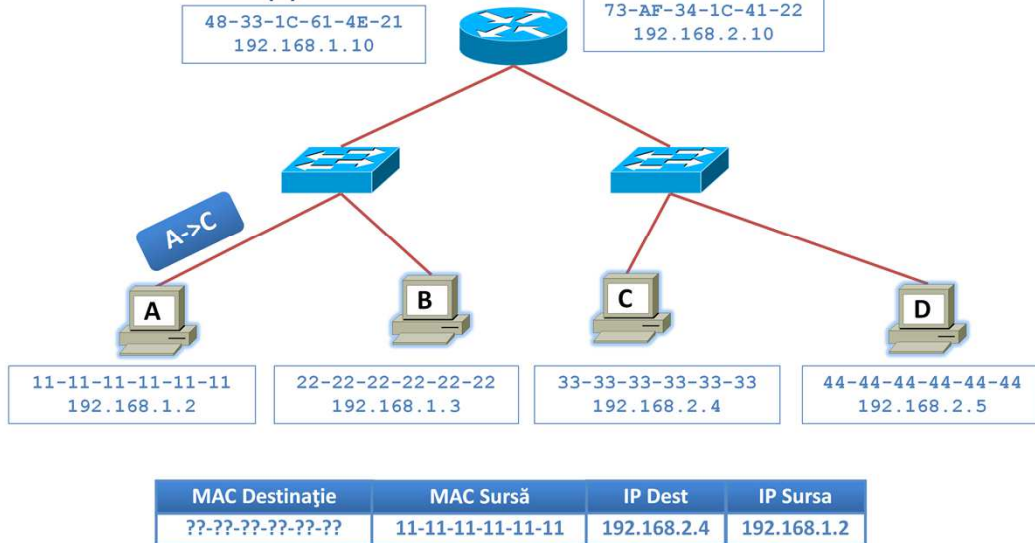 48-33-1C-61-4E-21
192.168.1.10
73-AF-34-1C-41-22
192.168.2.10
A->C
A
B
C
D
11-11-11-11-11-11
192.168.1.2
22-22-22-22-22-22
192.168.1.3
33-33-33-33-33-33
192.168.2.4
44-44-44-44-44-44
192.168.2.5
MAC Destinaţie MAC Sursă IP Dest IP Sursa
??-??-??-??-??-?? 11-11-11-11-11-11 192.168.2.4 192.168.1.2